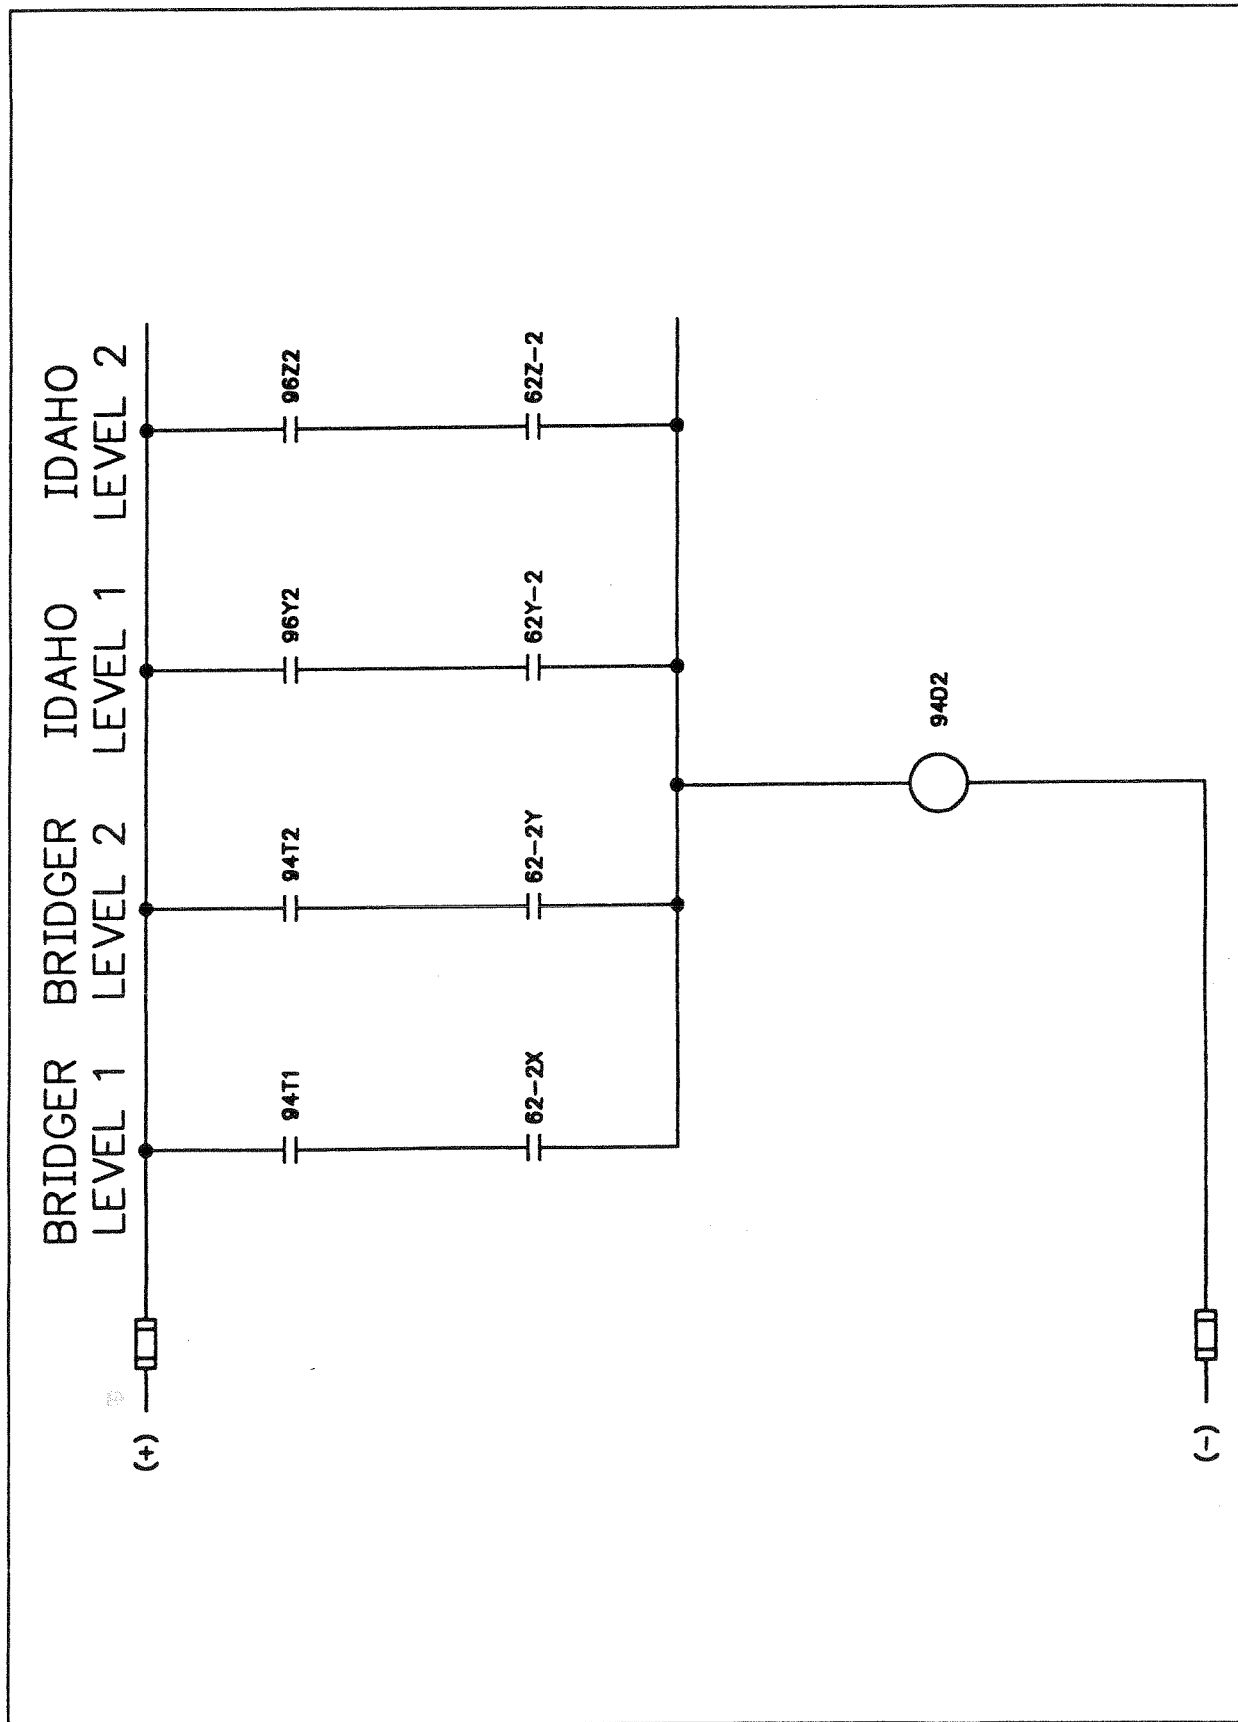 BRIDGER
LEVEL 1
BRIDGER
LEVEL 2
IDAHO
LEVEL 1
IDAHO
LEVEL 2
94T1
94T2
96Y2
96Z2
62-2X
62-2Y
62Y-2
62Z-2
94D2
(+)
(-)